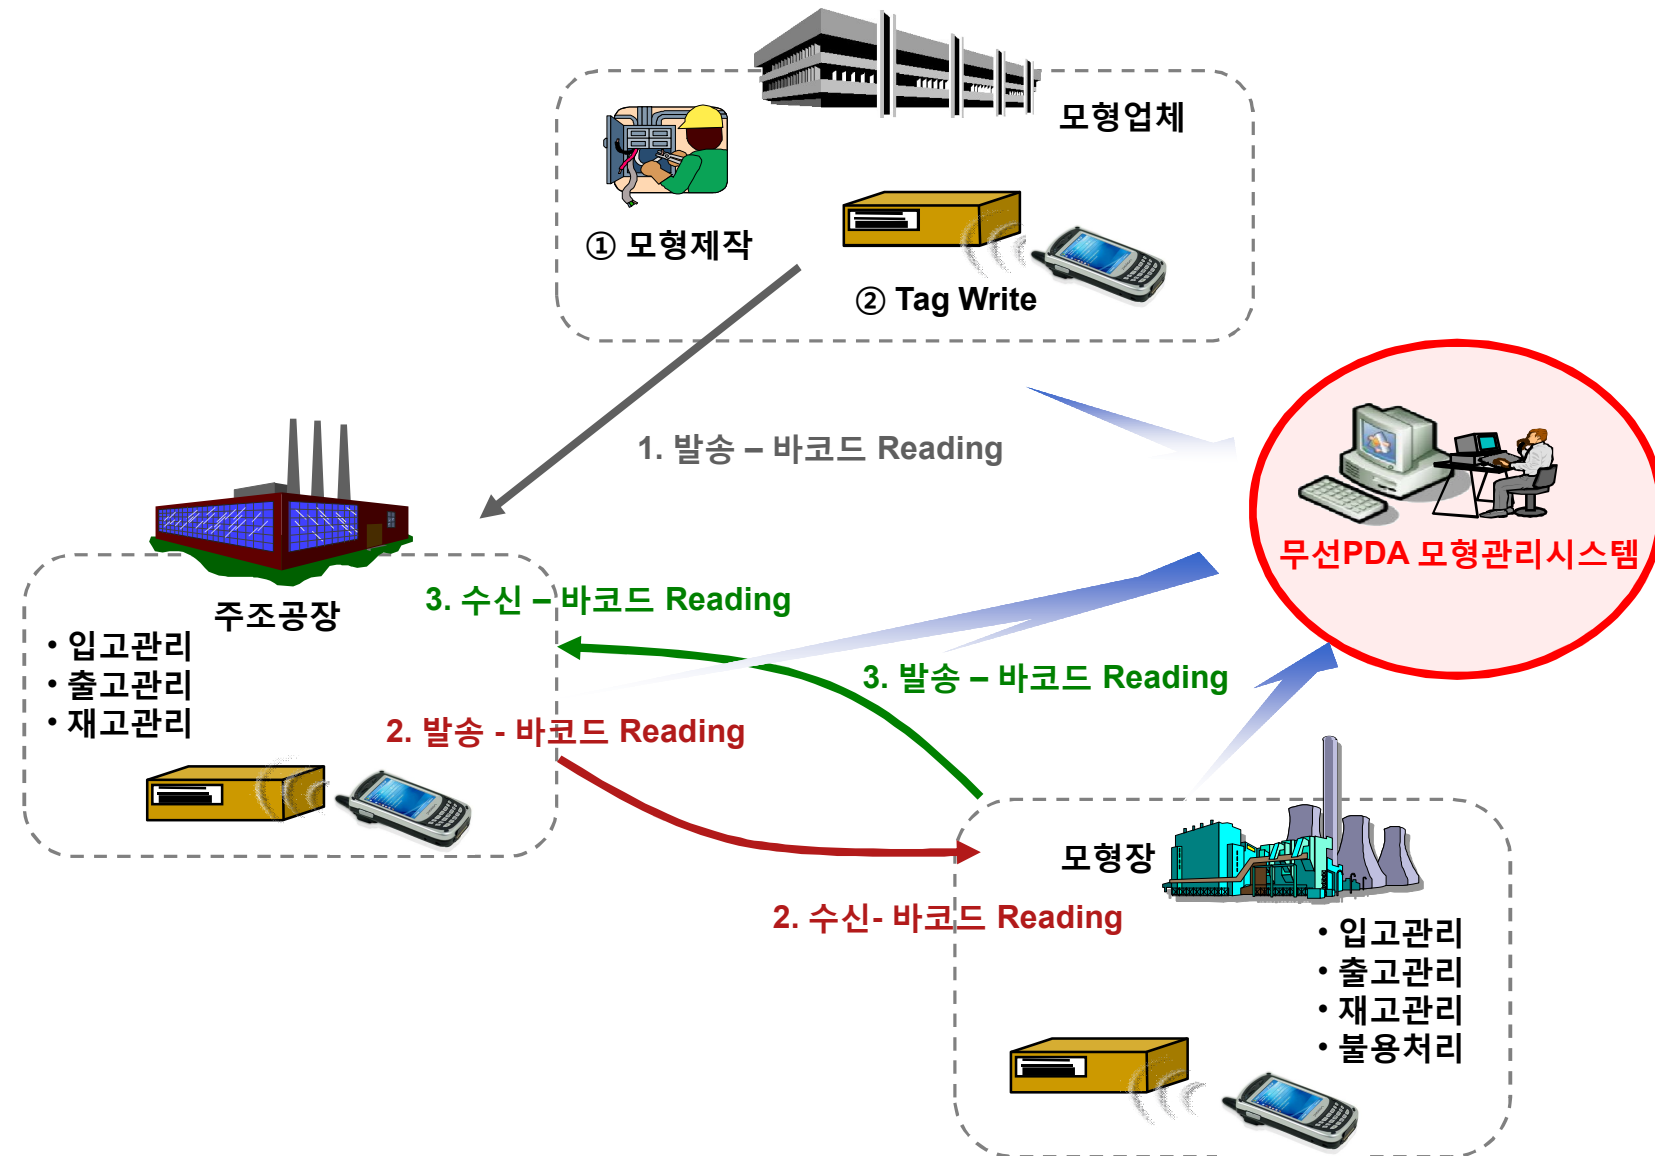 모형업체
① 모형제작
② Tag Write
1. 발송 – 바코드 Reading
무선PDA 모형관리시스템
주조공장
• 입고관리
• 출고관리
• 재고관리
3. 수신 – 바코드 Reading
3. 발송 – 바코드 Reading
2. 발송 - 바코드 Reading
2. 수신- 바코드 Reading
모형장
• 입고관리
• 출고관리
• 재고관리
• 불용처리